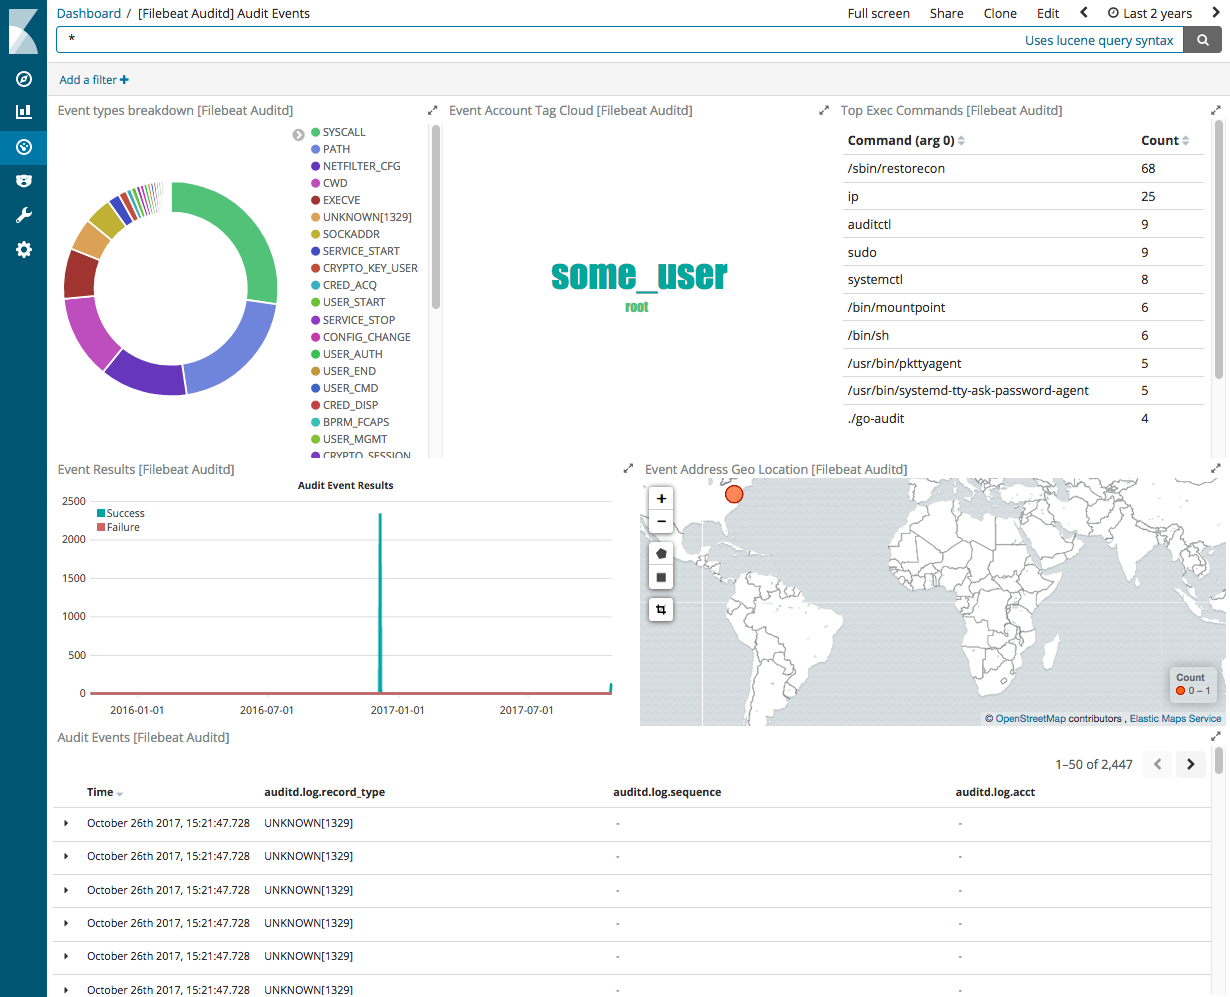 Dashboard / [Filebeat Auditd] Audit Events
Full screen Share Clone Edit Last 2 years
*
Uses lucene query syntax
Add a filter +
Event types breakdown [Filebeat Auditd]
SYSCALL
PATH
NETFILTER_CFG
CWD
EXECVE
UNKNOWN[1329]
SOCKADDR
SERVICE_START
CRYPTO_KEY_USER
CRED_ACQ
USER_START
SERVICE_STOP
CONFIG_CHANGE
USER_AUTH
USER_END
USER_CMD
CRED_DISP
BPRM_FCAPS
USER_MGMT
CRYPTO_SESSION
Event Account Tag Cloud [Filebeat Auditd]
some_user
root
Top Exec Commands [Filebeat Auditd]
Command (arg 0) Count
/sbin/restorecon 68
ip 25
auditctl 9
sudo 9
systemctl 8
/bin/mountpoint 6
/bin/sh 6
/usr/bin/pkttyagent 5
/usr/bin/systemd-tty-ask-password-agent 5
./go-audit 4
Event Results [Filebeat Auditd]
Audit Event Results
Success
Failure
2500
2000
1500
1000
500
0
2016-01-01 2016-07-01 2017-01-01 2017-07-01
Event Address Geo Location [Filebeat Auditd]
+
−
Count
0 – 1
© OpenStreetMap contributors , Elastic Maps Service
Audit Events [Filebeat Auditd]
1–50 of 2,447
Time auditd.log.record_type auditd.log.sequence auditd.log.acct
October 26th 2017, 15:21:47.728 UNKNOWN[1329] - -
October 26th 2017, 15:21:47.728 UNKNOWN[1329] - -
October 26th 2017, 15:21:47.728 UNKNOWN[1329] - -
October 26th 2017, 15:21:47.728 UNKNOWN[1329] - -
October 26th 2017, 15:21:47.728 UNKNOWN[1329] - -
October 26th 2017, 15:21:47.728 UNKNOWN[1329] - -